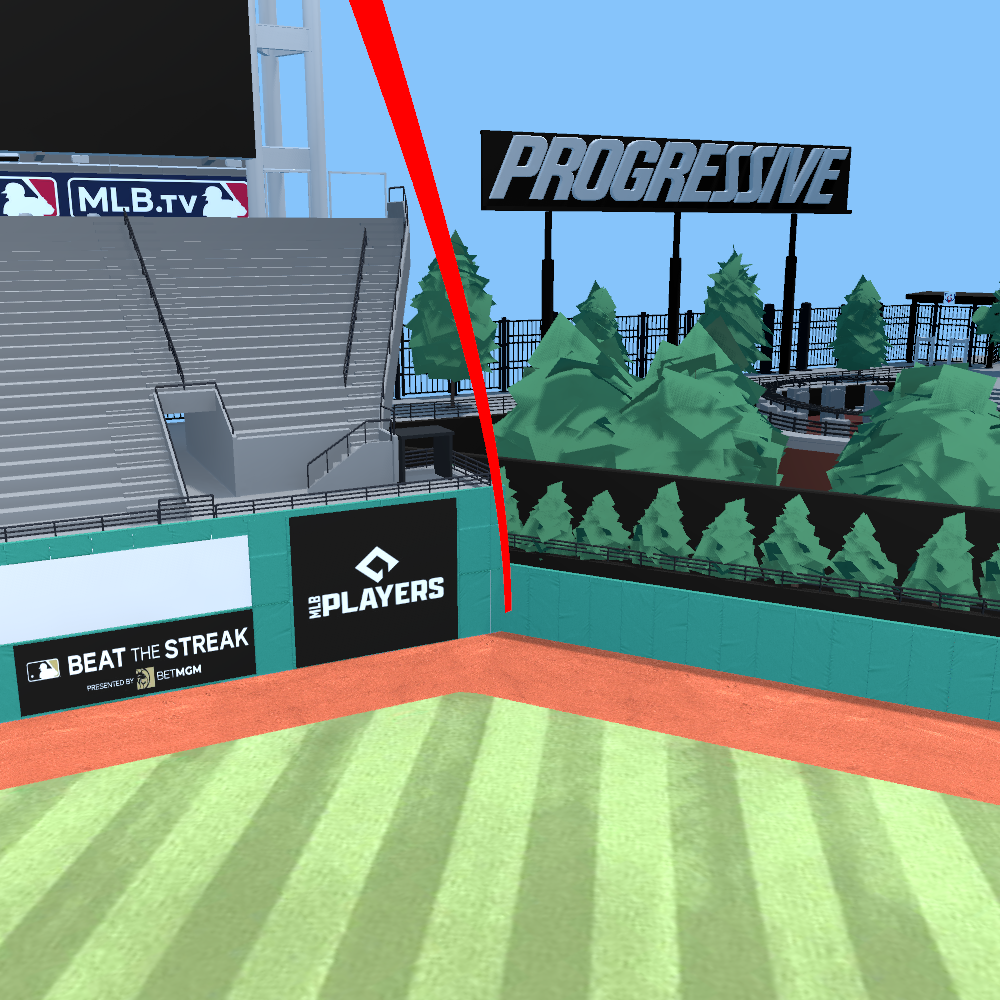 PROGRESSIVE
MLB.TV
MLB PLAYERS
BEAT THE STREAK
PRESENTED BY BETMGM